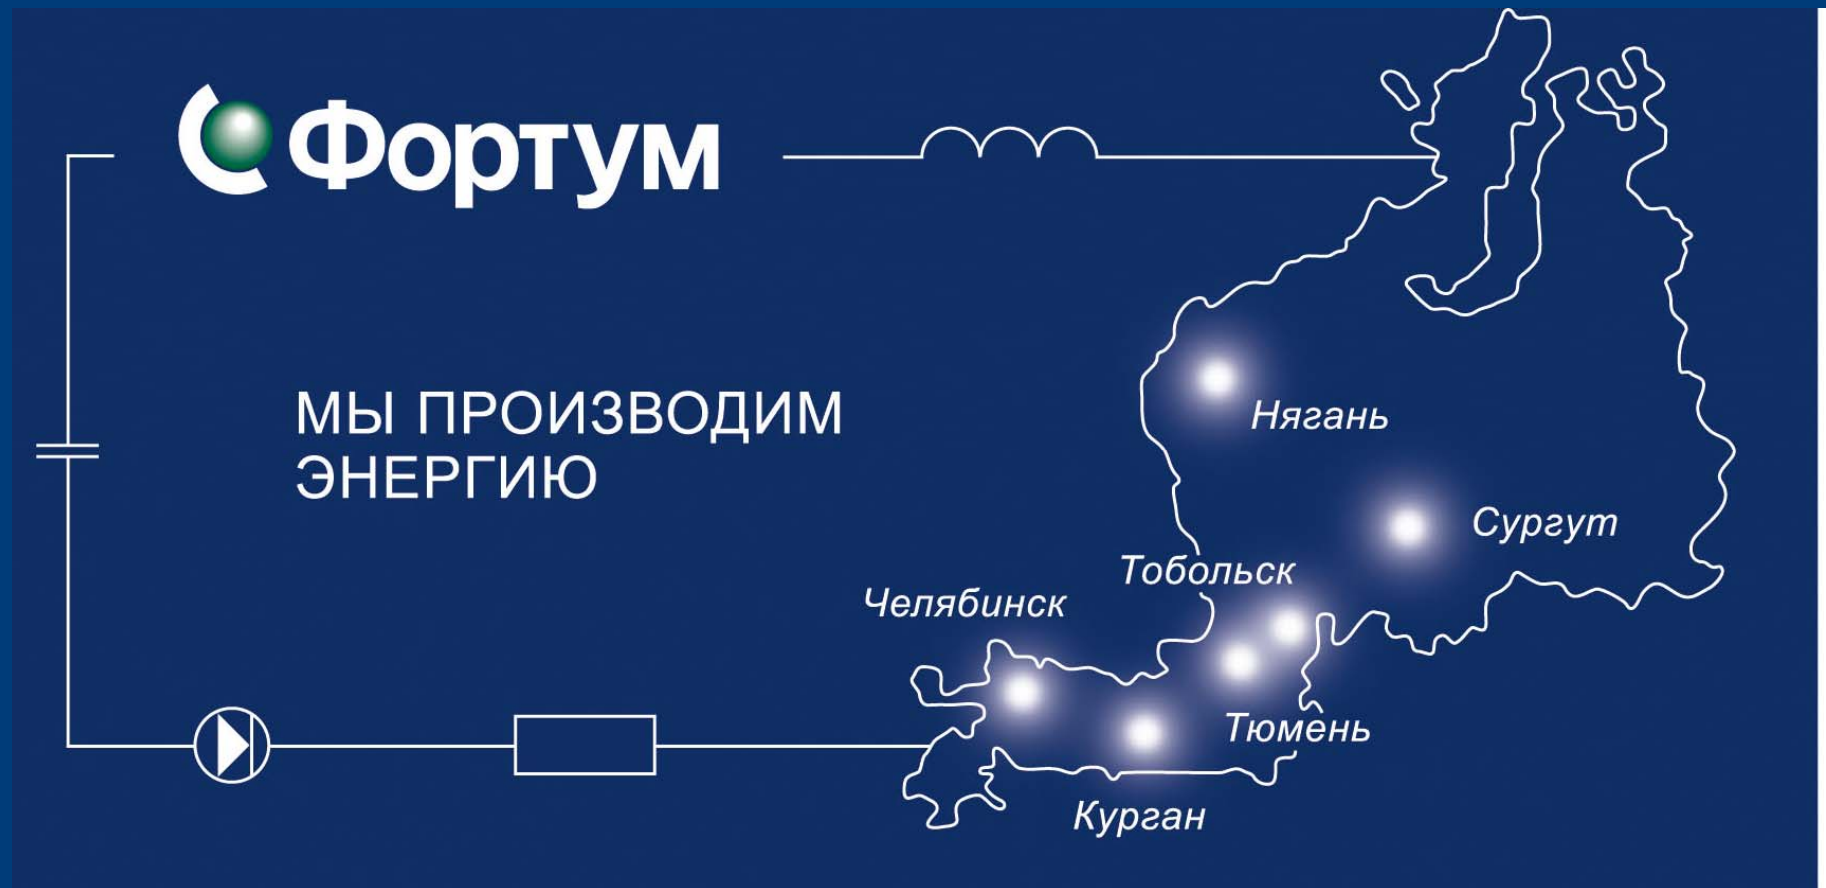 Фортум
МЫ ПРОИЗВОДИМ
ЭНЕРГИЮ
Нягань
Сургут
Тобольск
Челябинск
Тюмень
Курган